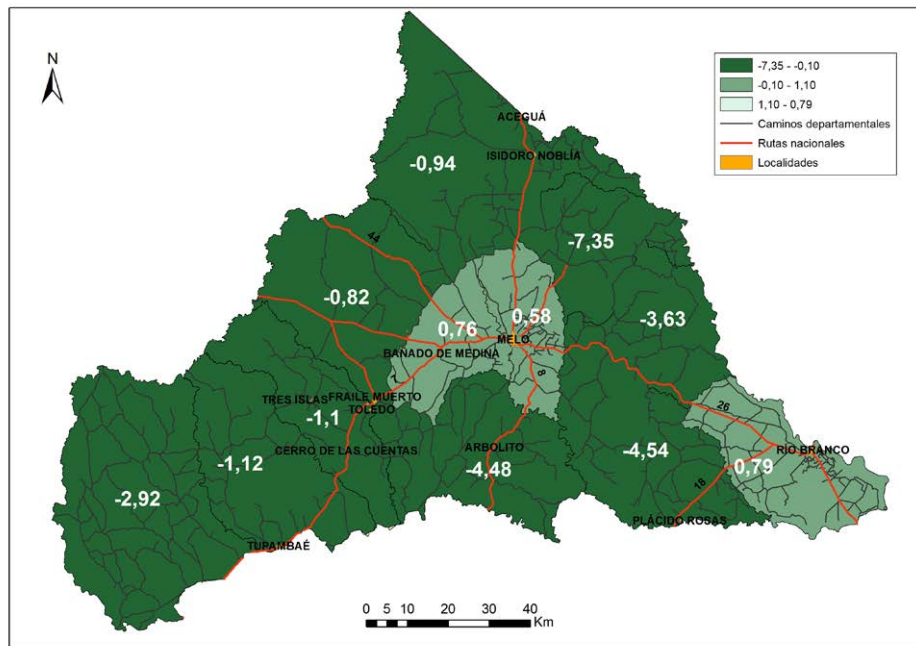 N
-7,35 - -0,10
-0,10 - 1,10
1,10 - 0,79
Caminos departamentales
Rutas nacionales
Localidades
ACEGUÁ
ISIDORO NOBLÍA
-0,94
-7,35
44
-0,82
-3,63
0,76
0,58
MELO
BAÑADO DE MEDINA
7
8
TRES ISLAS
FRAILE MUERTO
TOLEDO
-1,1
26
CERRO DE LAS CUENTAS
ARBOLITO
RÍO BRANCO
-1,12
-4,48
-4,54
0,79
-2,92
18
PLÁCIDO ROSAS
TUPAMBAÉ
0 5 10 20 30 40
Km